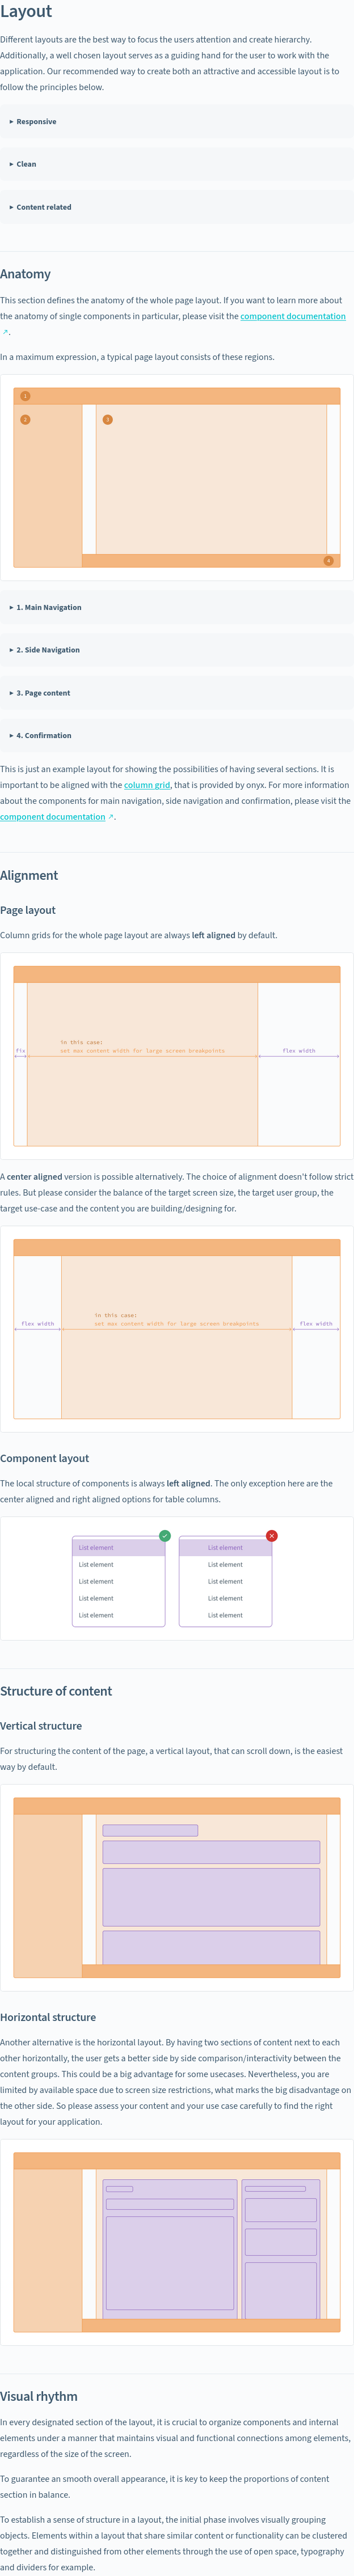 Layout
Different layouts are the best way to focus the users attention and create hierarchy.
Additionally, a well chosen layout serves as a guiding hand for the user to work with the
application. Our recommended way to create both an attractive and accessible layout is to
follow the principles below.
▸ Responsive
▸ Clean
▸ Content related
Anatomy
This section defines the anatomy of the whole page layout. If you want to learn more about
the anatomy of single components in particular, please visit the component documentation
↗.
In a maximum expression, a typical page layout consists of these regions.
1
2
3
4
▸ 1. Main Navigation
▸ 2. Side Navigation
▸ 3. Page content
▸ 4. Confirmation
This is just an example layout for showing the possibilities of having several sections. It is
important to be aligned with the column grid, that is provided by onyx. For more information
about the components for main navigation, side navigation and confirmation, please visit the
component documentation ↗.
Alignment
Page layout
Column grids for the whole page layout are always left aligned by default.
in this case:
fix
set max content width for large screen breakpoints
flex width
A center aligned version is possible alternatively. The choice of alignment doesn't follow strict
rules. But please consider the balance of the target screen size, the target user group, the
target use-case and the content you are building/designing for.
in this case:
flex width
set max content width for large screen breakpoints
flex width
Component layout
The local structure of components is always left aligned. The only exception here are the
center aligned and right aligned options for table columns.
List element
List element
List element
List element
List element
List element
List element
List element
List element
List element
Structure of content
Vertical structure
For structuring the content of the page, a vertical layout, that can scroll down, is the easiest
way by default.
Horizontal structure
Another alternative is the horizontal layout. By having two sections of content next to each
other horizontally, the user gets a better side by side comparison/interactivity between the
content groups. This could be a big advantage for some usecases. Nevertheless, you are
limited by available space due to screen size restrictions, what marks the big disadvantage on
the other side. So please assess your content and your use case carefully to find the right
layout for your application.
Visual rhythm
In every designated section of the layout, it is crucial to organize components and internal
elements under a manner that maintains visual and functional connections among elements,
regardless of the size of the screen.
To guarantee an smooth overall appearance, it is key to keep the proportions of content
section in balance.
To establish a sense of structure in a layout, the initial phase involves visually grouping
objects. Elements within a layout that share similar content or functionality can be clustered
together and distinguished from other elements through the use of open space, typography
and dividers for example.